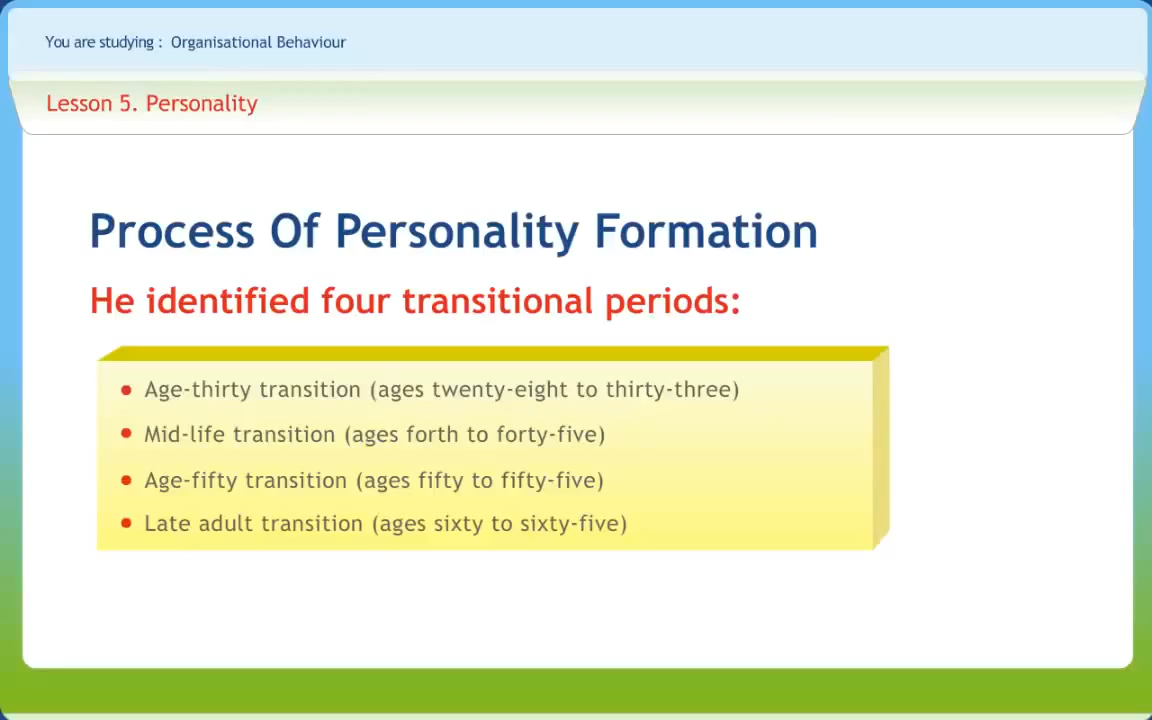 You are studying : Organisational Behaviour
Lesson 5. Personality
Process Of Personality Formation
He identified four transitional periods:
• Age-thirty transition (ages twenty-eight to thirty-three)
• Mid-life transition (ages forth to forty-five)
• Age-fifty transition (ages fifty to fifty-five)
• Late adult transition (ages sixty to sixty-five)